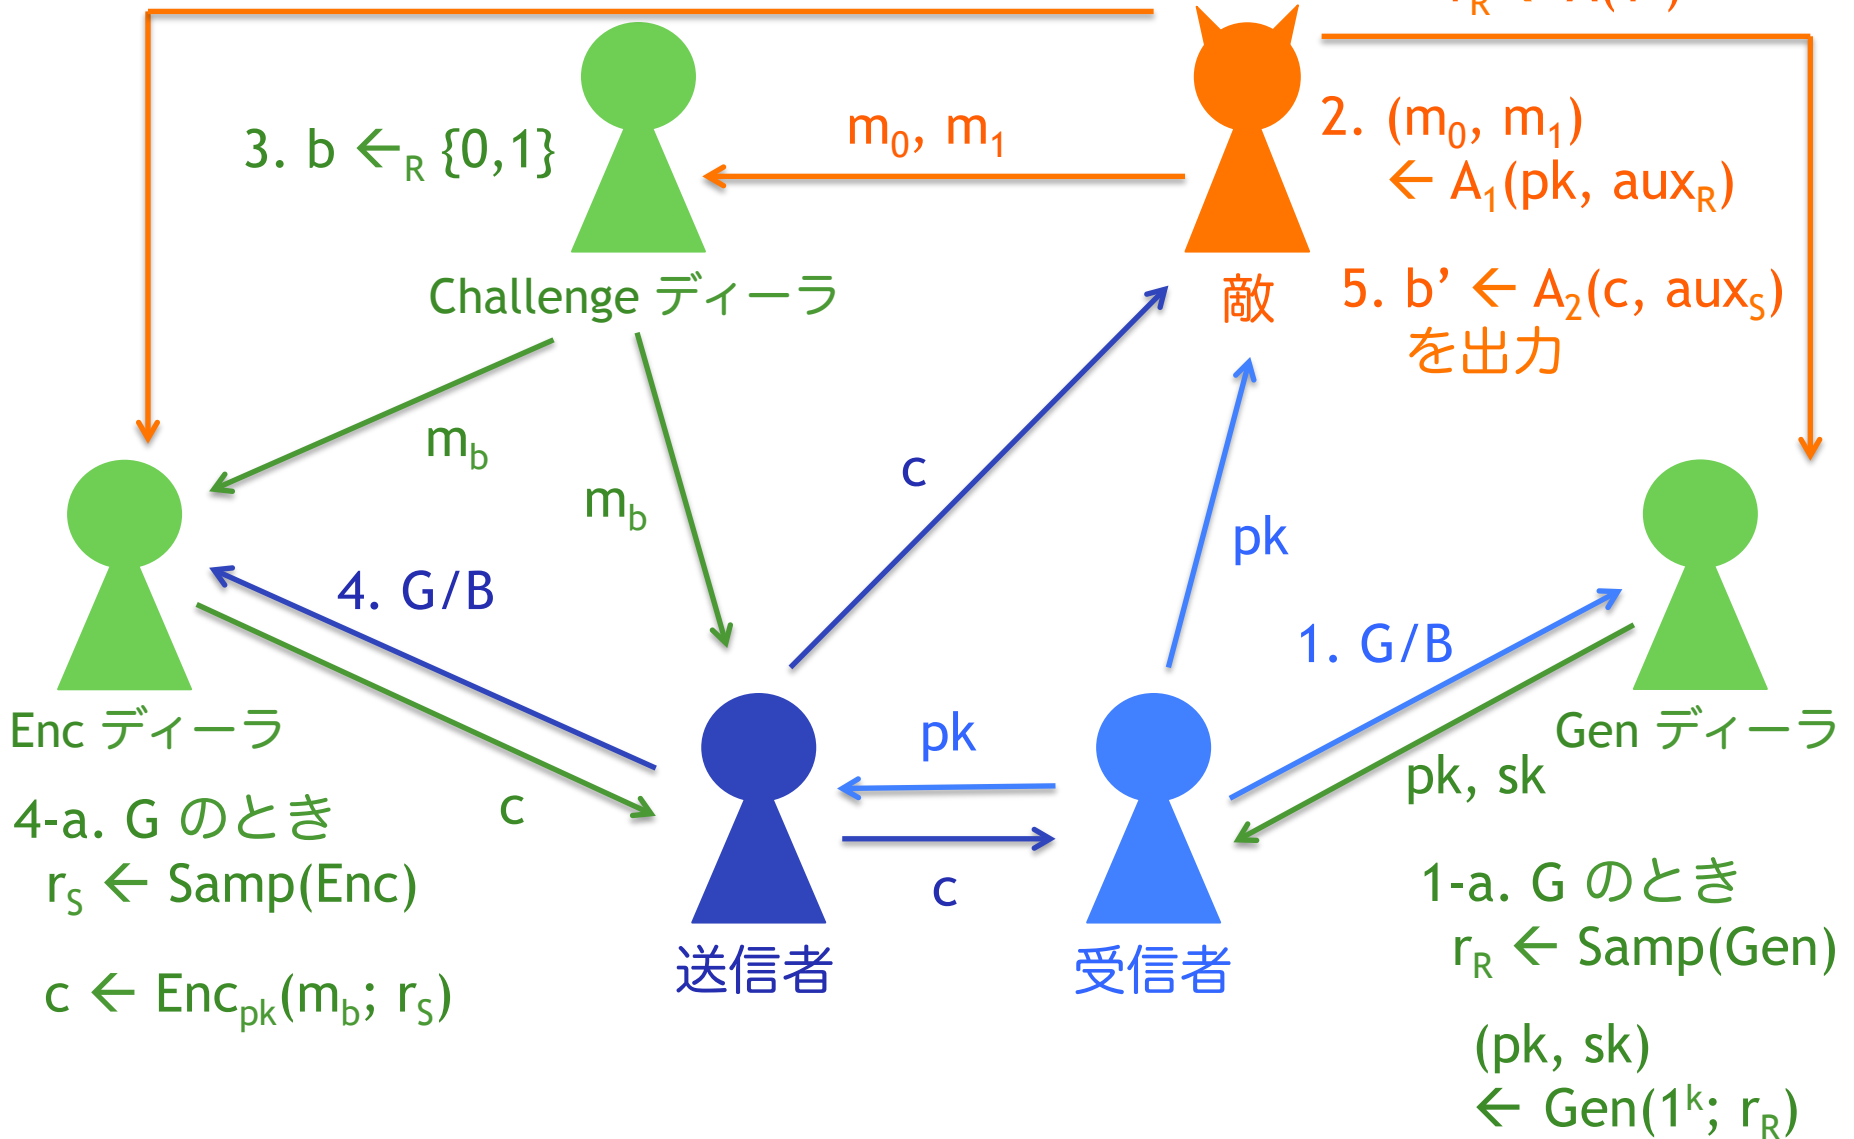 3. b ←R {0,1}
m0, m1
2. (m0, m1)
← A1(pk, auxR)
Challenge ディーラ
敵
5. b’ ← A2(c, auxS)
を出力
mb
mb
c
pk
4. G/B
1. G/B
Enc ディーラ
pk
Gen ディーラ
pk, sk
4-a. G のとき
c
rS ← Samp(Enc)
c
1-a. G のとき
送信者
受信者
rR ← Samp(Gen)
c ← Encpk(mb; rS)
(pk, sk)
← Gen(1k; rR)